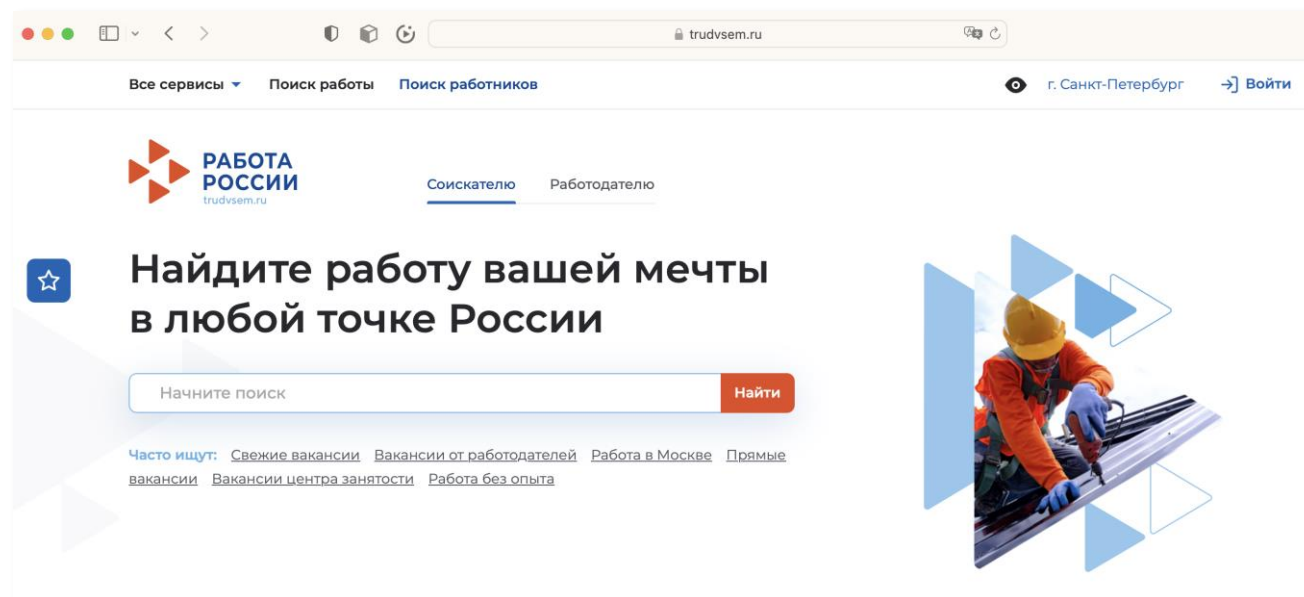 trudvsem.ru
Все сервисы Поиск работы Поиск работников г. Санкт-Петербург Войти
РАБОТА
РОССИИ
trudvsem.ru
Соискателю Работодателю
Найдите работу вашей мечты
в любой точке России
Начните поиск Найти
Часто ищут: Свежие вакансии Вакансии от работодателей Работа в Москве Прямые
вакансии Вакансии центра занятости Работа без опыта